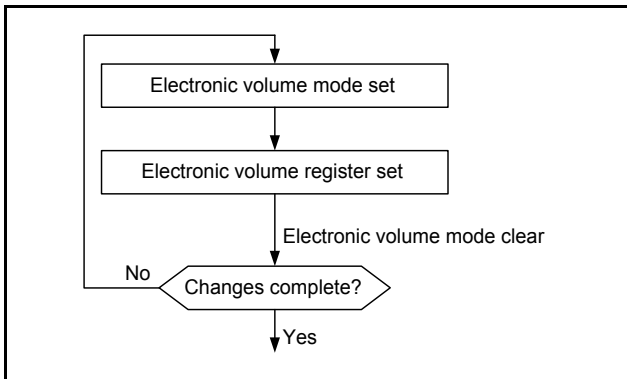 Electronic volume mode set
Electronic volume register set
Electronic volume mode clear
No
Changes complete?
Yes